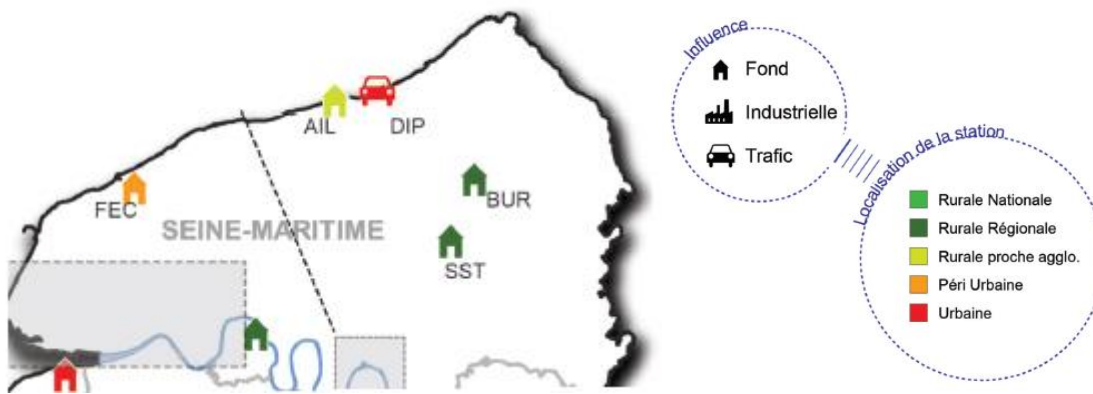 AIL
DIP
FEC
BUR
SEINE-MARITIME
SST
Influence
Fond
Industrielle
Trafic
Localisation de la station
Rurale Nationale
Rurale Régionale
Rurale proche agglo.
Péri Urbaine
Urbaine